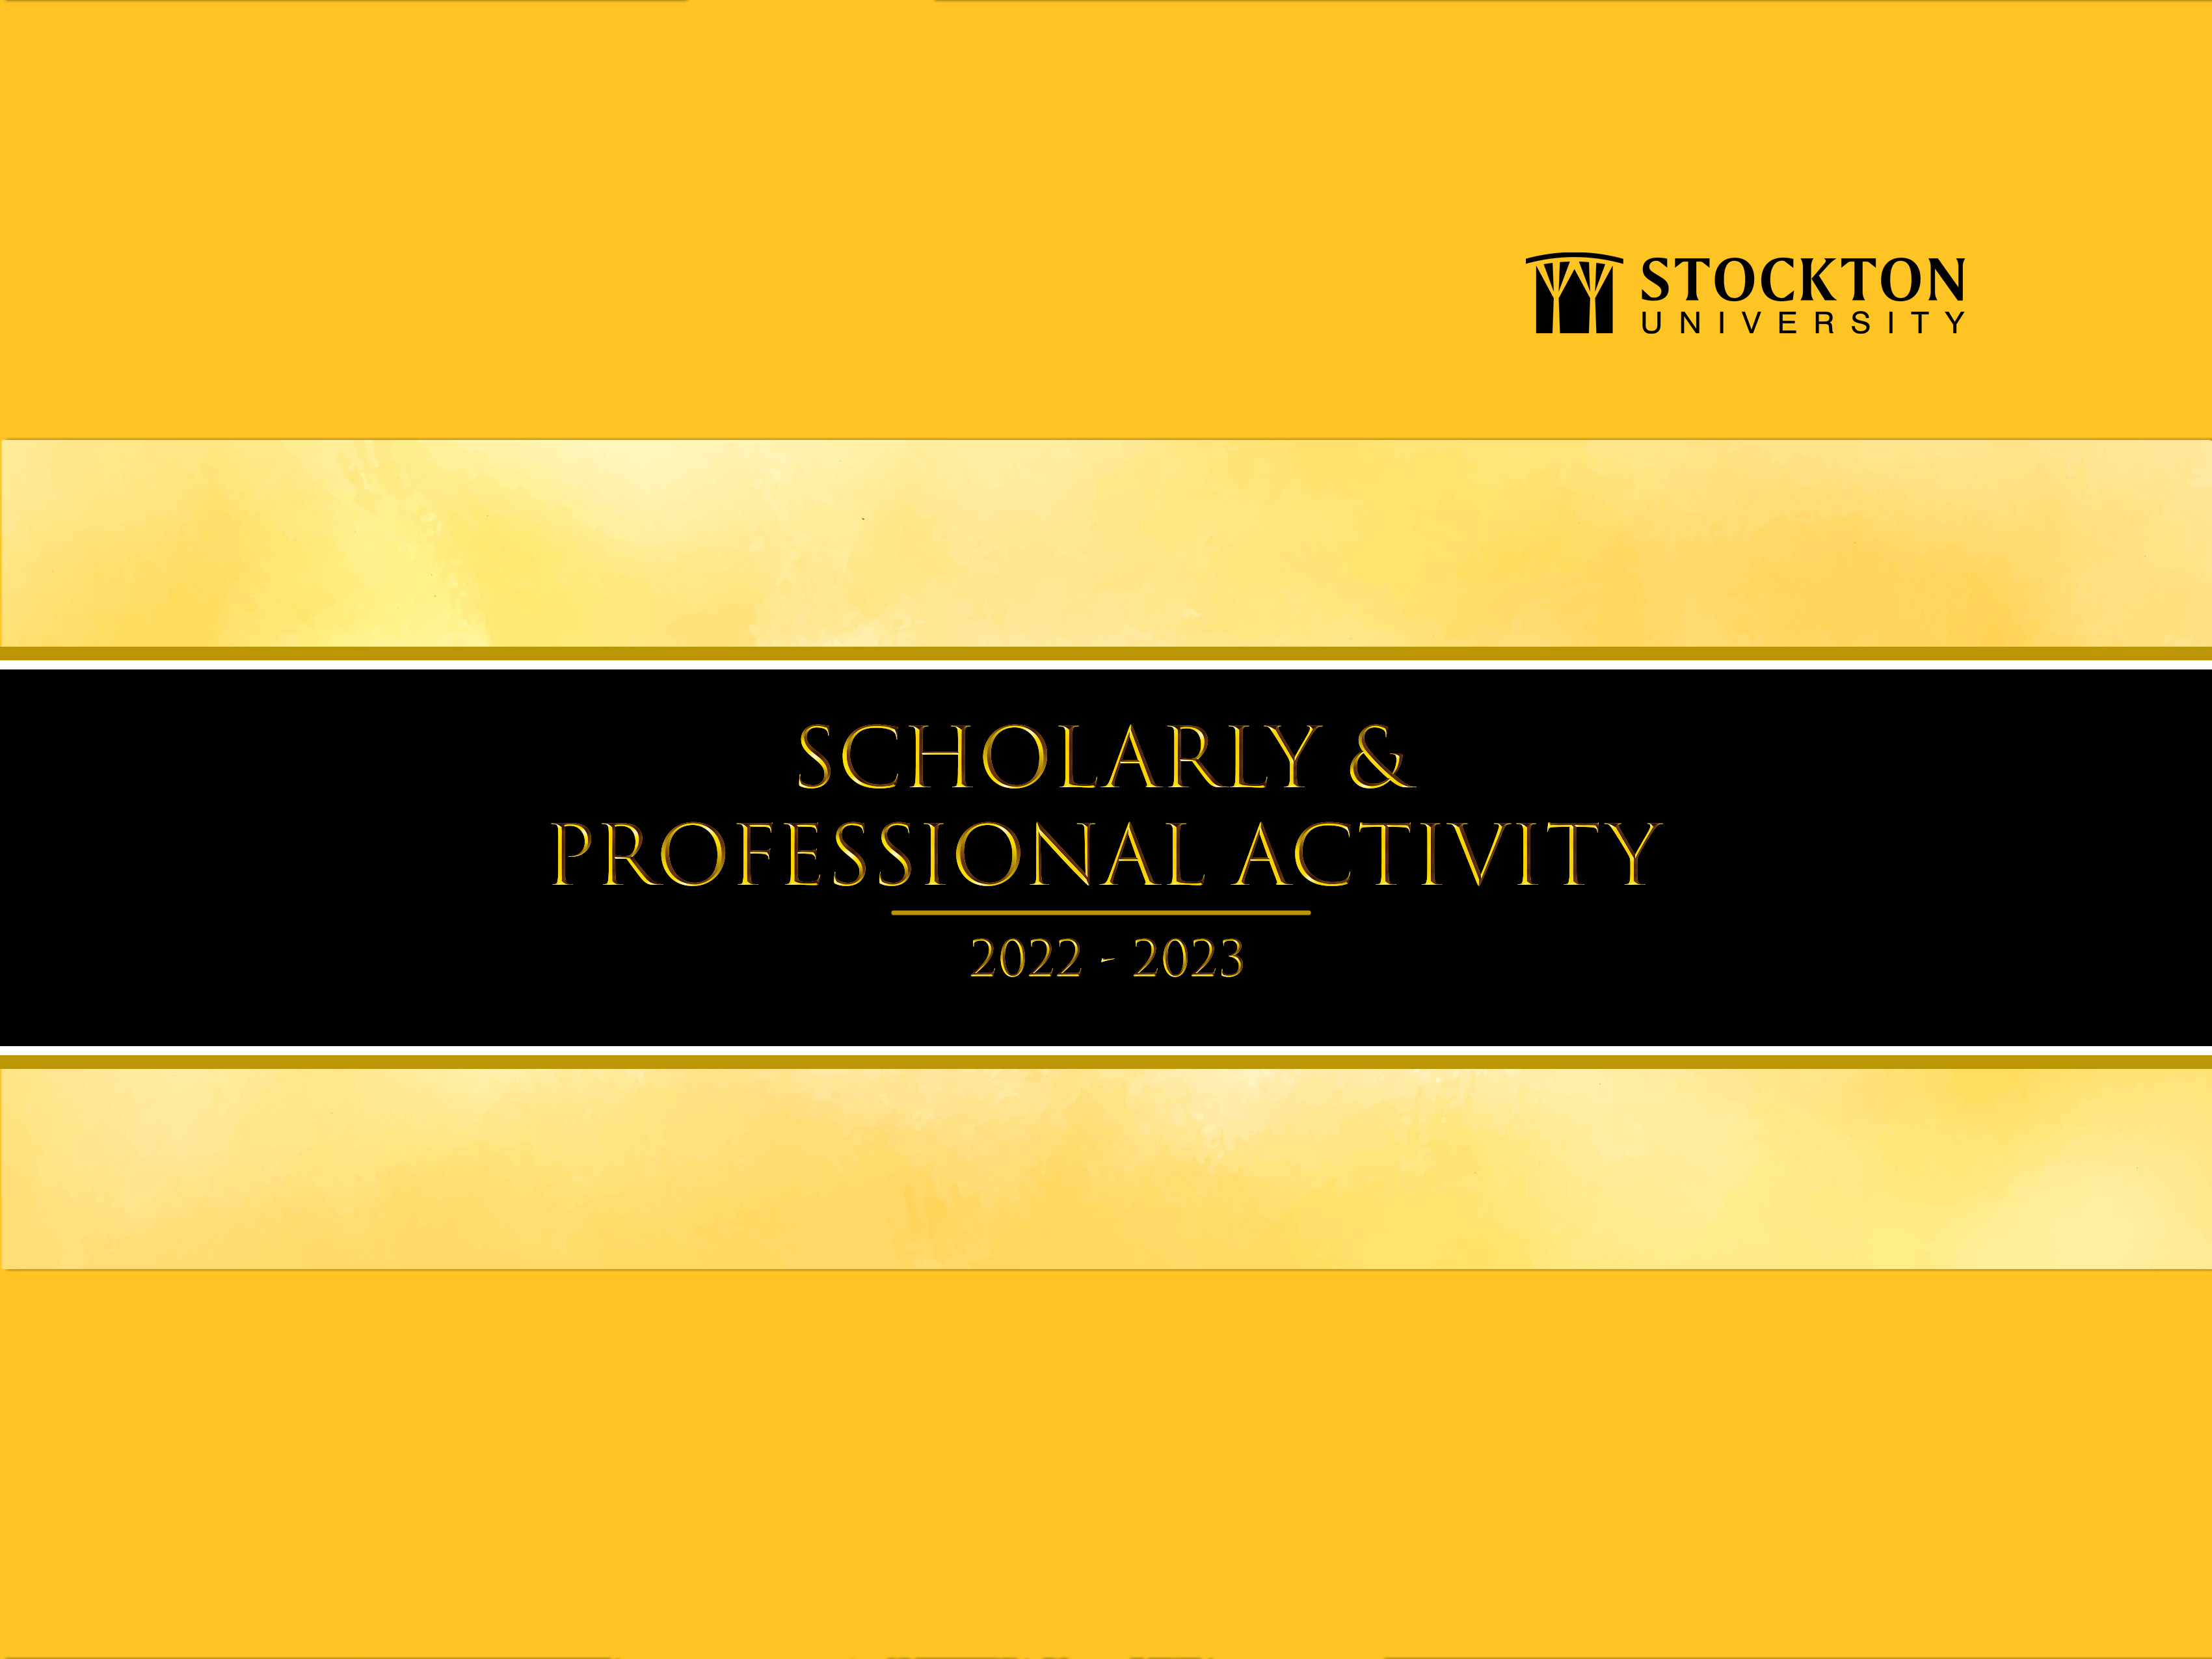 STOCKTON
UNIVERSITY
SCHOLARLY &
PROFESSIONAL ACTIVITY
2022 - 2023